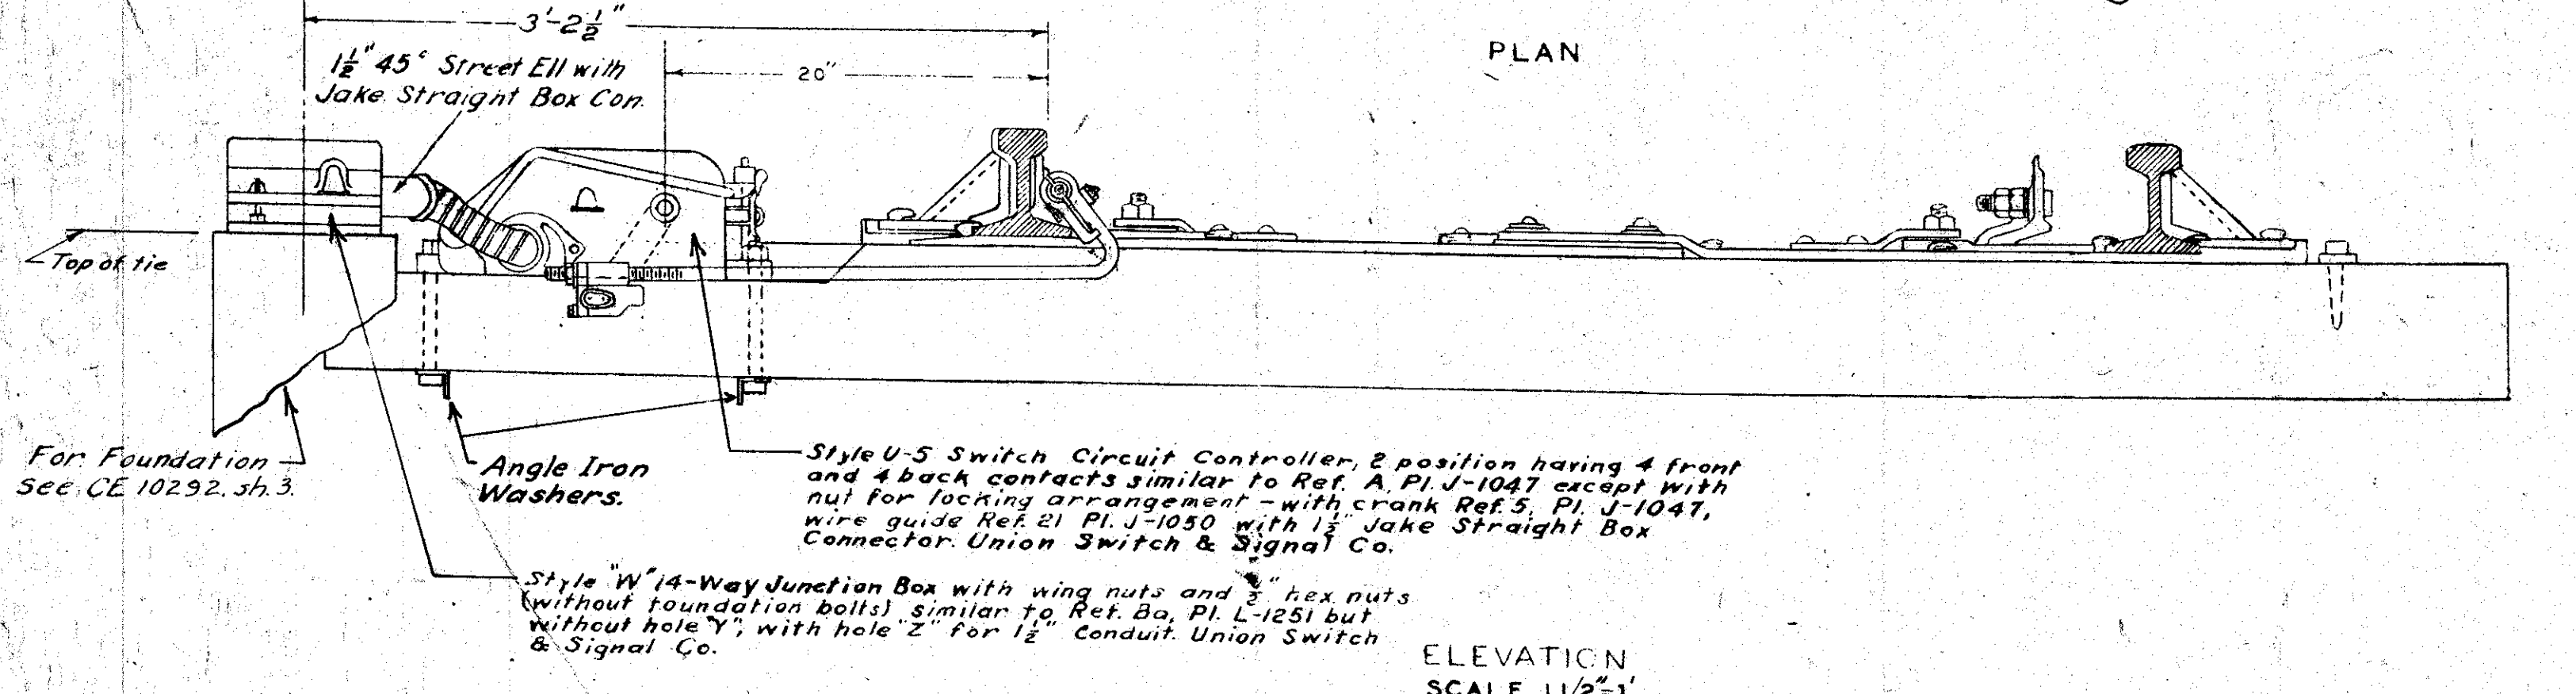 3'-2½"
PLAN
20"
1½" 45° Street Ell with
Jake Straight Box Con.
Top of tie
For Foundation
see CE 10292. sh. 3.
Angle Iron
Washers.
Style U-5 Switch Circuit Controller, 2 position having 4 front
and 4 back contacts similar to Ref. A, Pl. J-1047 except with
nut for locking arrangement - with crank Ref. 5, Pl. J-1047,
wire guide Ref. 21 Pl. J-1050 with 1½" Jake Straight Box
Connector. Union Switch & Signal Co.
Style "W" 14-Way Junction Box with wing nuts and ½" hex nuts
(without foundation bolts) similar to Ref. Ba, Pl. L-1251 but
without hole "Y", with hole "Z" for 1½" Conduit. Union Switch
& Signal Co.
ELEVATION
SCALE 1 1/2"-1'